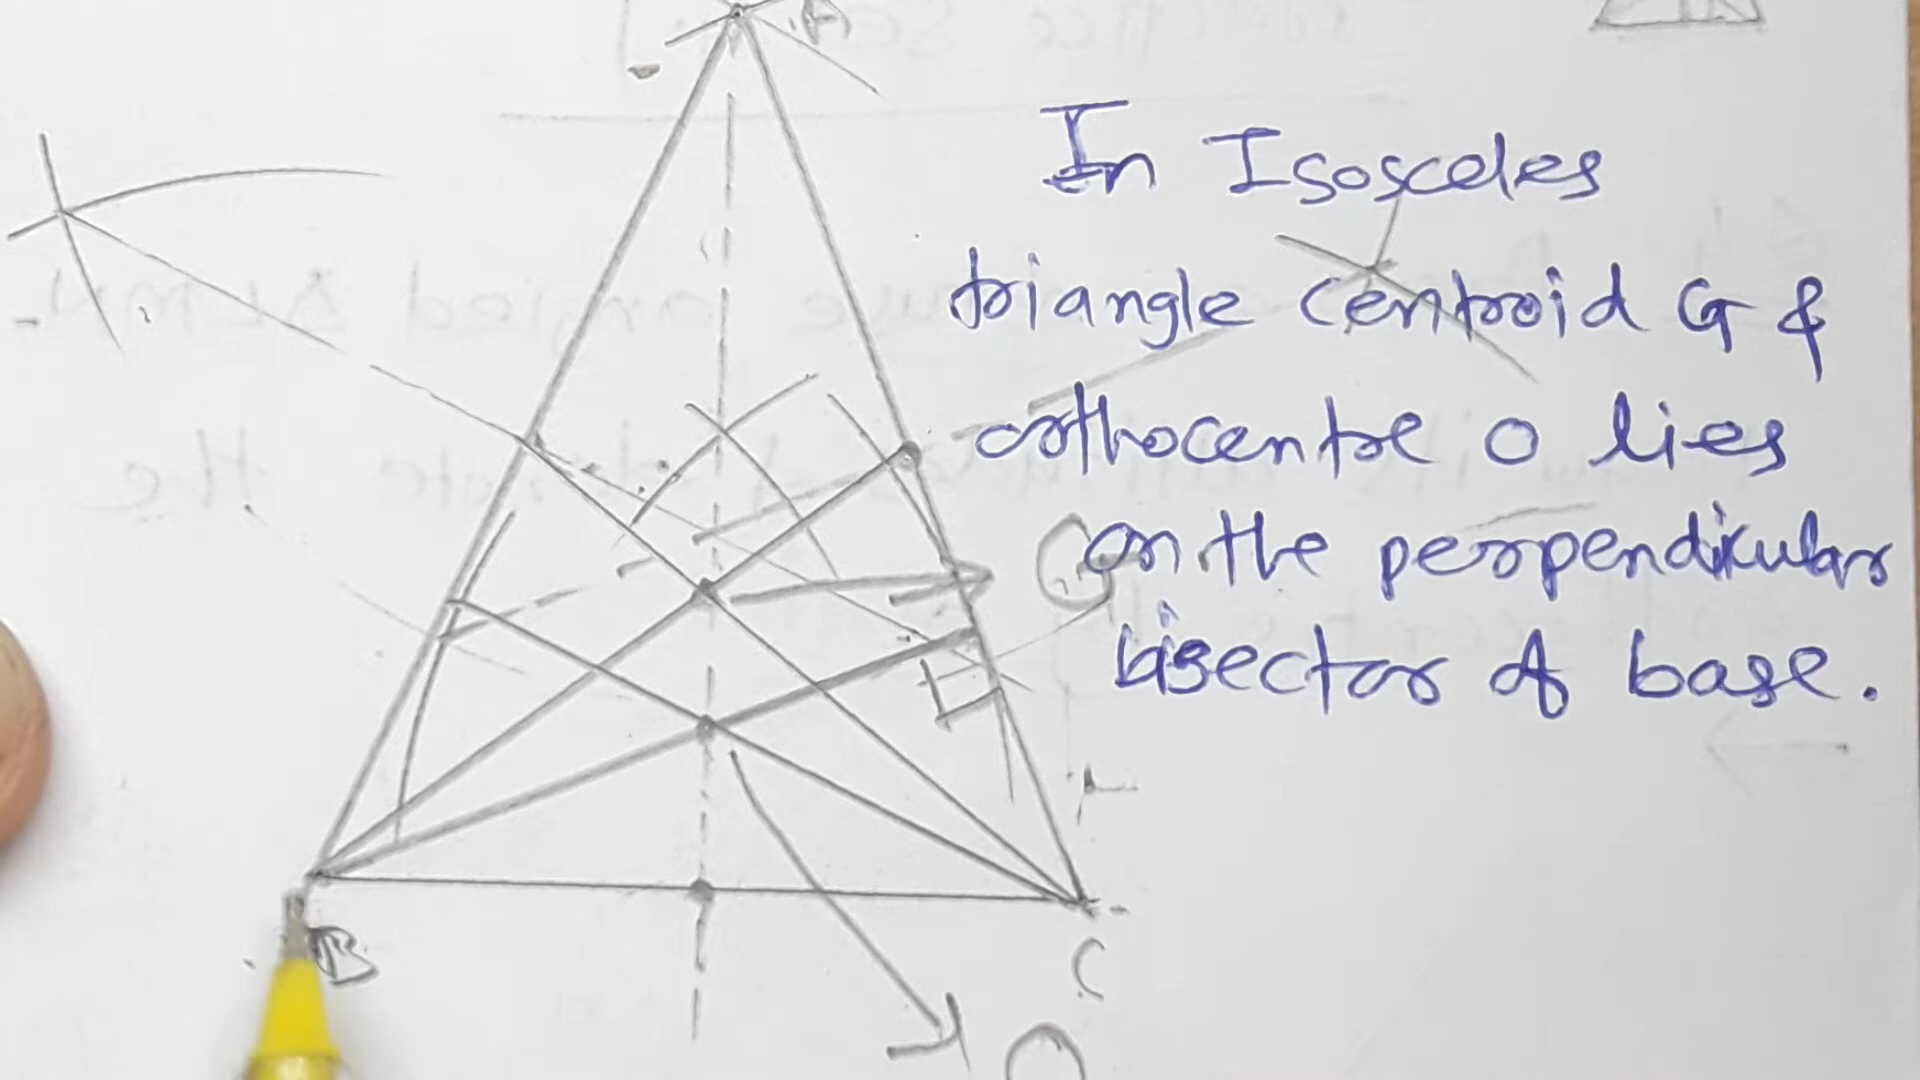 A
In Isosceles
triangle centroid G &
orthocentre O lies
on the perpendicular
bisector of base.
G
B
C
O